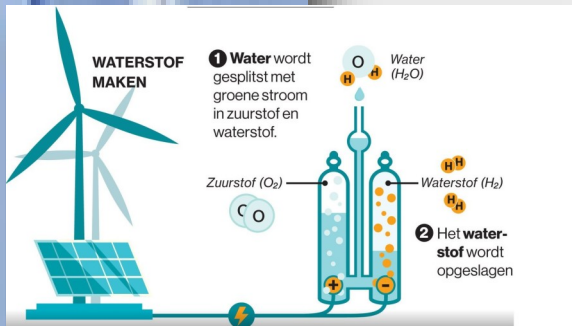 WATERSTOF
MAKEN
1 Water wordt
gesplitst met
groene stroom
in zuurstof en
waterstof.
O
H H
Water
(H₂O)
Zuurstof (O₂)
O O
Waterstof (H₂)
H H
H H
2 Het water-
stof wordt
opgeslagen
+ −